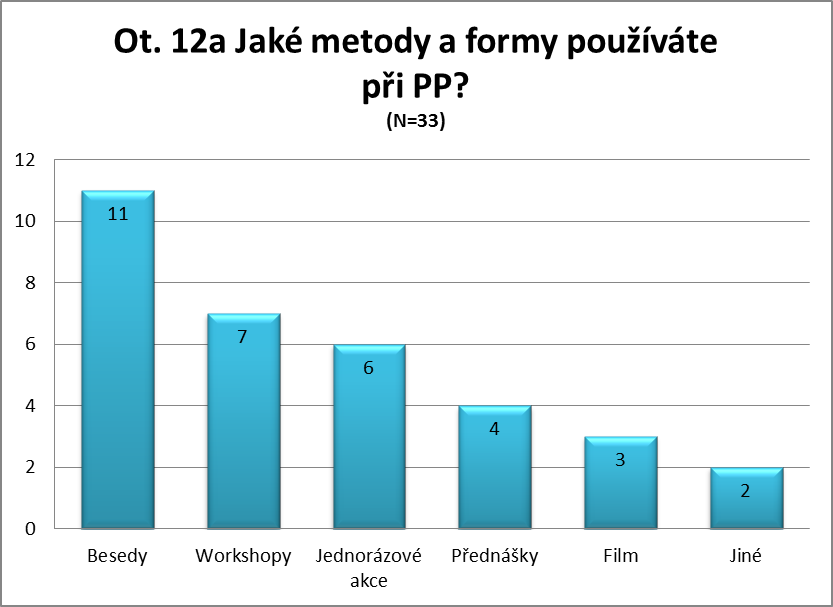 Ot. 12a Jaké metody a formy používáte
při PP?
(N=33)
12
10
8
6
4
2
0
11
7
6
4
3
2
Besedy
Workshopy
Jednorázové
akce
Přednášky
Film
Jiné